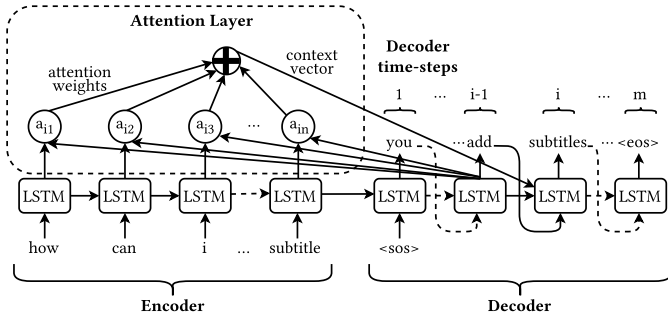 Attention Layer
attention
weights
context
vector
Decoder
time-steps
1 ... i-1 i ... m
a_i1 a_i2 a_i3 ... a_in
you ...add subtitles ... <eos>
LSTM LSTM LSTM LSTM LSTM LSTM LSTM LSTM
how can i ... subtitle <sos>
Encoder Decoder